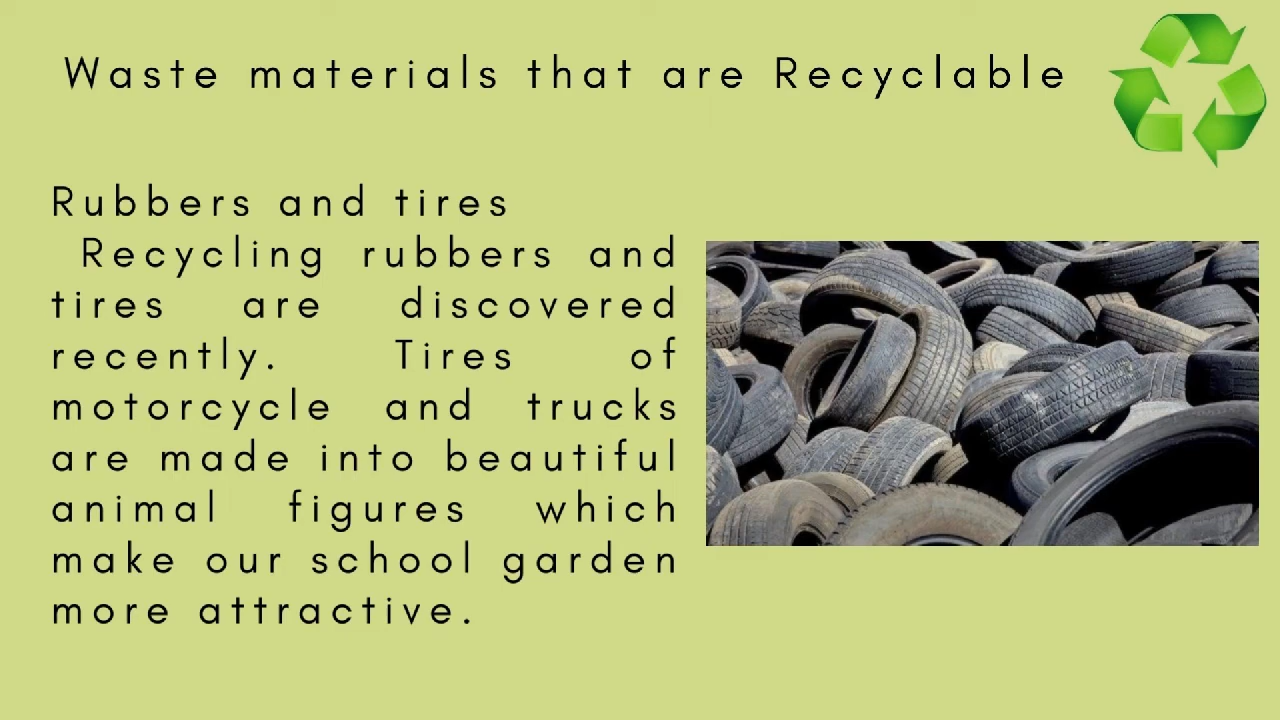 Waste materials that are Recyclable
Rubbers and tires
Recycling rubbers and
tires are discovered
recently. Tires of
motorcycle and trucks
are made into beautiful
animal figures which
make our school garden
more attractive.